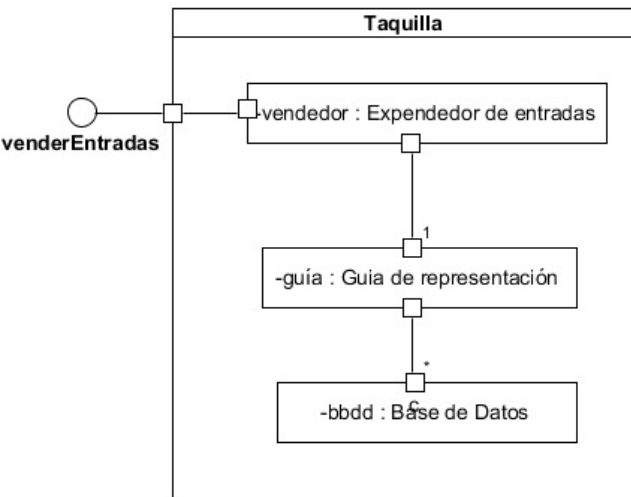 Taquilla
-vendedor : Expendedor de entradas
venderEntradas
1
-guía : Guia de representación
*
-bbdd : Base de Datos